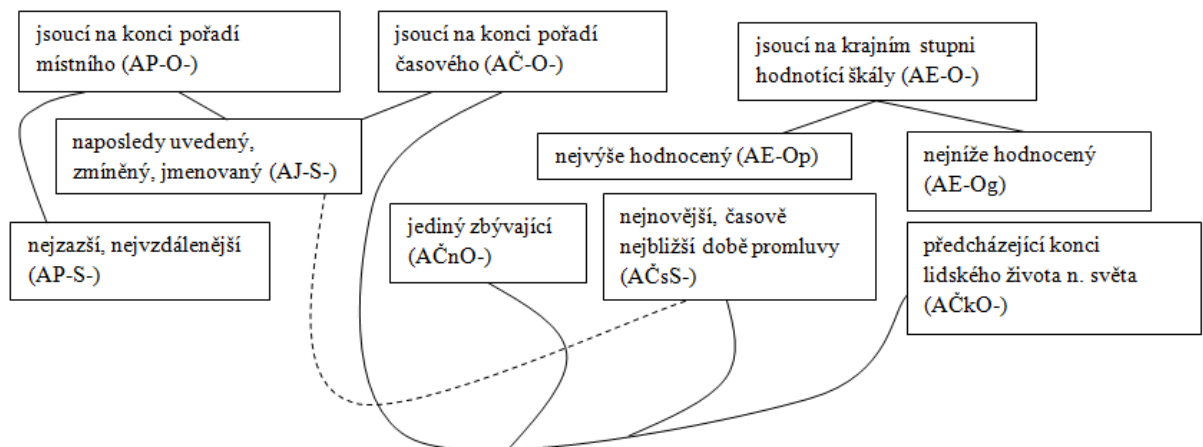 jsoucí na konci pořadí
místního (AP-O-)
jsoucí na konci pořadí
časového (AČ-O-)
jsoucí na krajním stupni
hodnotící škály (AE-O-)
naposledy uvedený,
zmíněný, jmenovaný (AJ-S-)
nejvýše hodnocený (AE-Op)
nejníže hodnocený
(AE-Og)
nejzazší, nejvzdálenější
(AP-S-)
jediný zbývající
(AČnO-)
nejnovější, časově
nejbližší době promluvy
(AČsS-)
předcházející konci
lidského života n. světa
(AČkO-)